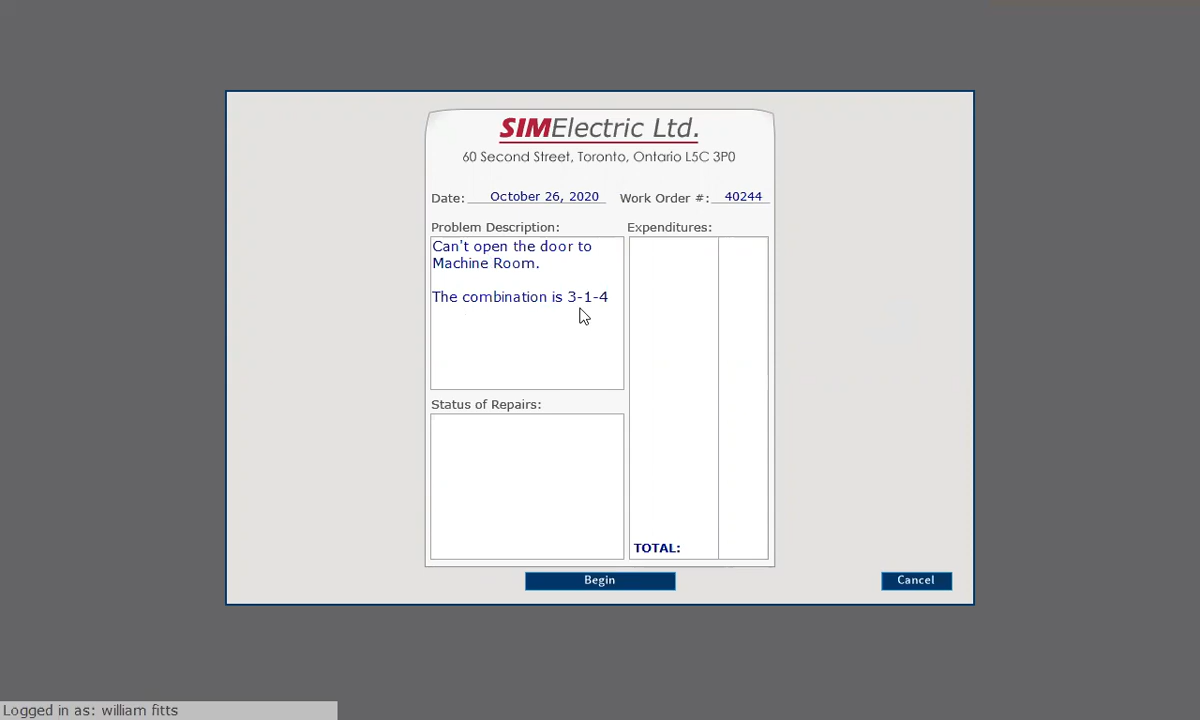 SIMElectric Ltd.
60 Second Street, Toronto, Ontario L5C 3P0
Date: October 26, 2020 Work Order #: 40244
Problem Description: Expenditures:
Can't open the door to
Machine Room.
The combination is 3-1-4
Status of Repairs:
TOTAL:
Begin Cancel
Logged in as: william fitts